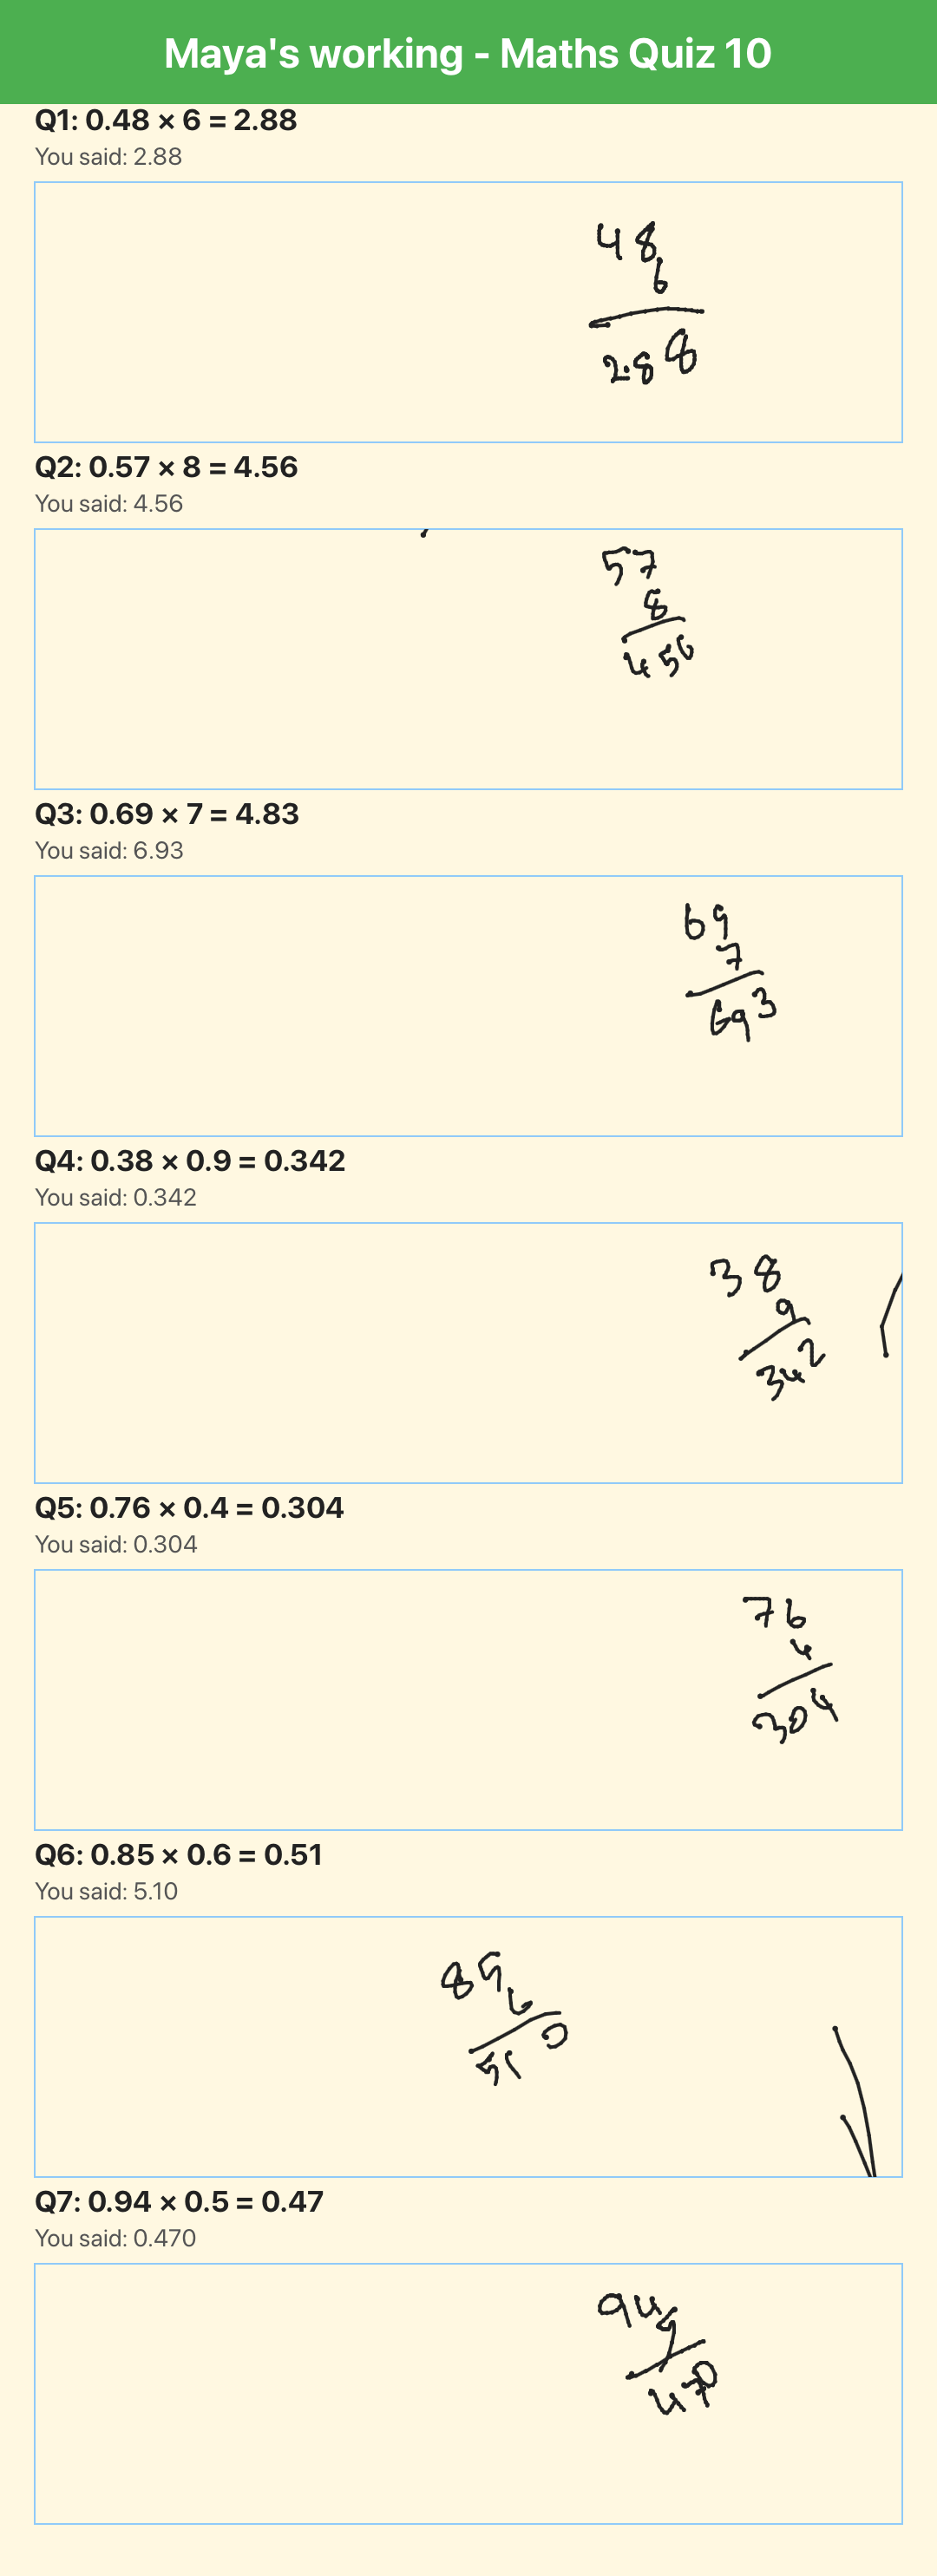 Maya's working - Maths Quiz 10
Q1: 0.48 × 6 = 2.88
You said: 2.88
48
6
2.88
Q2: 0.57 × 8 = 4.56
You said: 4.56
57
8
456
Q3: 0.69 × 7 = 4.83
You said: 6.93
69
7
693
Q4: 0.38 × 0.9 = 0.342
You said: 0.342
38
9
342
Q5: 0.76 × 0.4 = 0.304
You said: 0.304
76
4
304
Q6: 0.85 × 0.6 = 0.51
You said: 5.10
85
6
510
Q7: 0.94 × 0.5 = 0.47
You said: 0.470
94
5
470